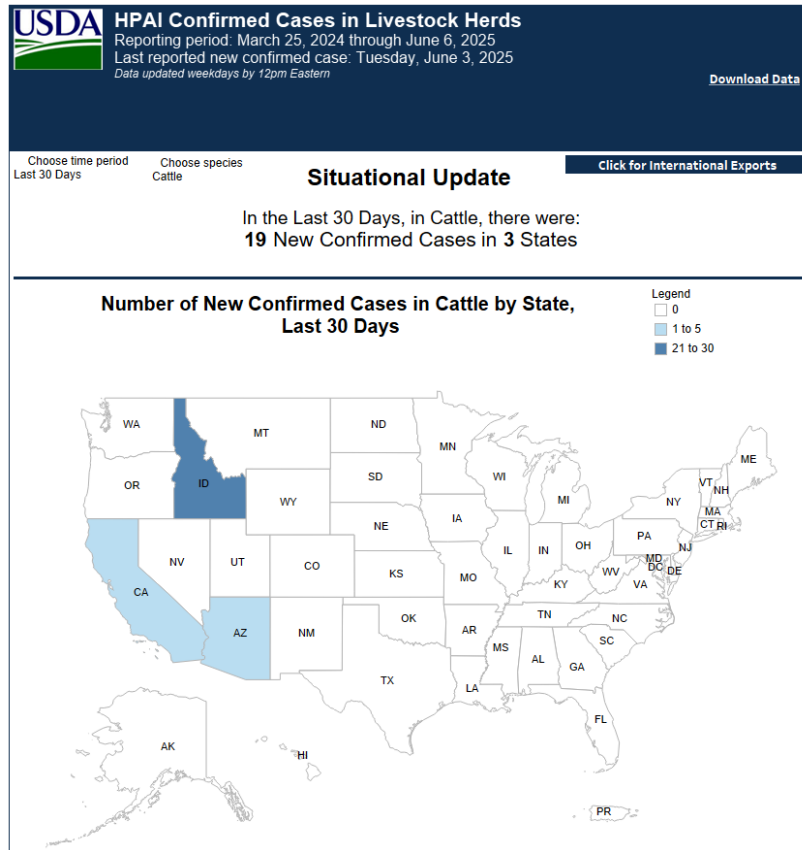 USDA
HPAI Confirmed Cases in Livestock Herds
Reporting period: March 25, 2024 through June 6, 2025
Last reported new confirmed case: Tuesday, June 3, 2025
Data updated weekdays by 12pm Eastern
Download Data
Choose time period
Last 30 Days
Choose species
Cattle
Situational Update
Click for International Exports
In the Last 30 Days, in Cattle, there were:
19 New Confirmed Cases in 3 States
Number of New Confirmed Cases in Cattle by State,
Last 30 Days
Legend
0
1 to 5
21 to 30
WA
MT
ND
MN
ME
OR
ID
WY
SD
WI
MI
VT
NH
NY
MA
CT
RI
NV
UT
CO
NE
IA
IL
IN
OH
PA
NJ
MD
DC
DE
CA
KS
MO
KY
WV
VA
AZ
NM
OK
AR
TN
NC
SC
MS
AL
GA
TX
LA
FL
AK
HI
PR